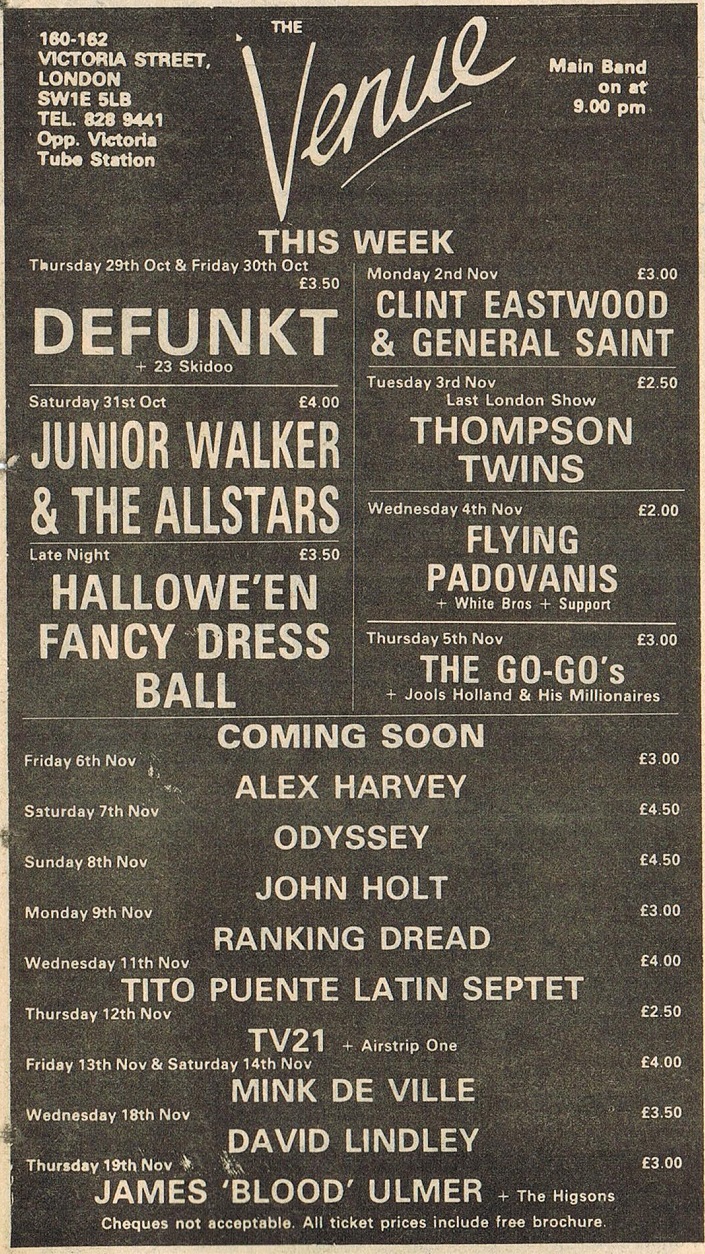 160-162
VICTORIA STREET,
LONDON
SW1E 5LB
TEL. 828 9441
Opp. Victoria
Tube Station
THE
Venue
Main Band
on at
9.00 pm
THIS WEEK
Thursday 29th Oct & Friday 30th Oct
£3.50
DEFUNKT
+ 23 Skidoo
Saturday 31st Oct £4.00
JUNIOR WALKER
& THE ALLSTARS
Late Night £3.50
HALLOWE'EN
FANCY DRESS
BALL
Monday 2nd Nov £3.00
CLINT EASTWOOD
& GENERAL SAINT
Tuesday 3rd Nov £2.50
Last London Show
THOMPSON
TWINS
Wednesday 4th Nov £2.00
FLYING
PADOVANIS
+ White Bros + Support
Thursday 5th Nov £3.00
THE GO-GO's
+ Jools Holland & His Millionaires
COMING SOON
Friday 6th Nov £3.00
ALEX HARVEY
Saturday 7th Nov £4.50
ODYSSEY
Sunday 8th Nov £4.50
JOHN HOLT
Monday 9th Nov £3.00
RANKING DREAD
Wednesday 11th Nov £4.00
TITO PUENTE LATIN SEPTET
Thursday 12th Nov £2.50
TV21 + Airstrip One
Friday 13th Nov & Saturday 14th Nov £4.00
MINK DE VILLE
Wednesday 18th Nov £3.50
DAVID LINDLEY
Thursday 19th Nov £3.00
JAMES 'BLOOD' ULMER + The Higsons
Cheques not acceptable. All ticket prices include free brochure.